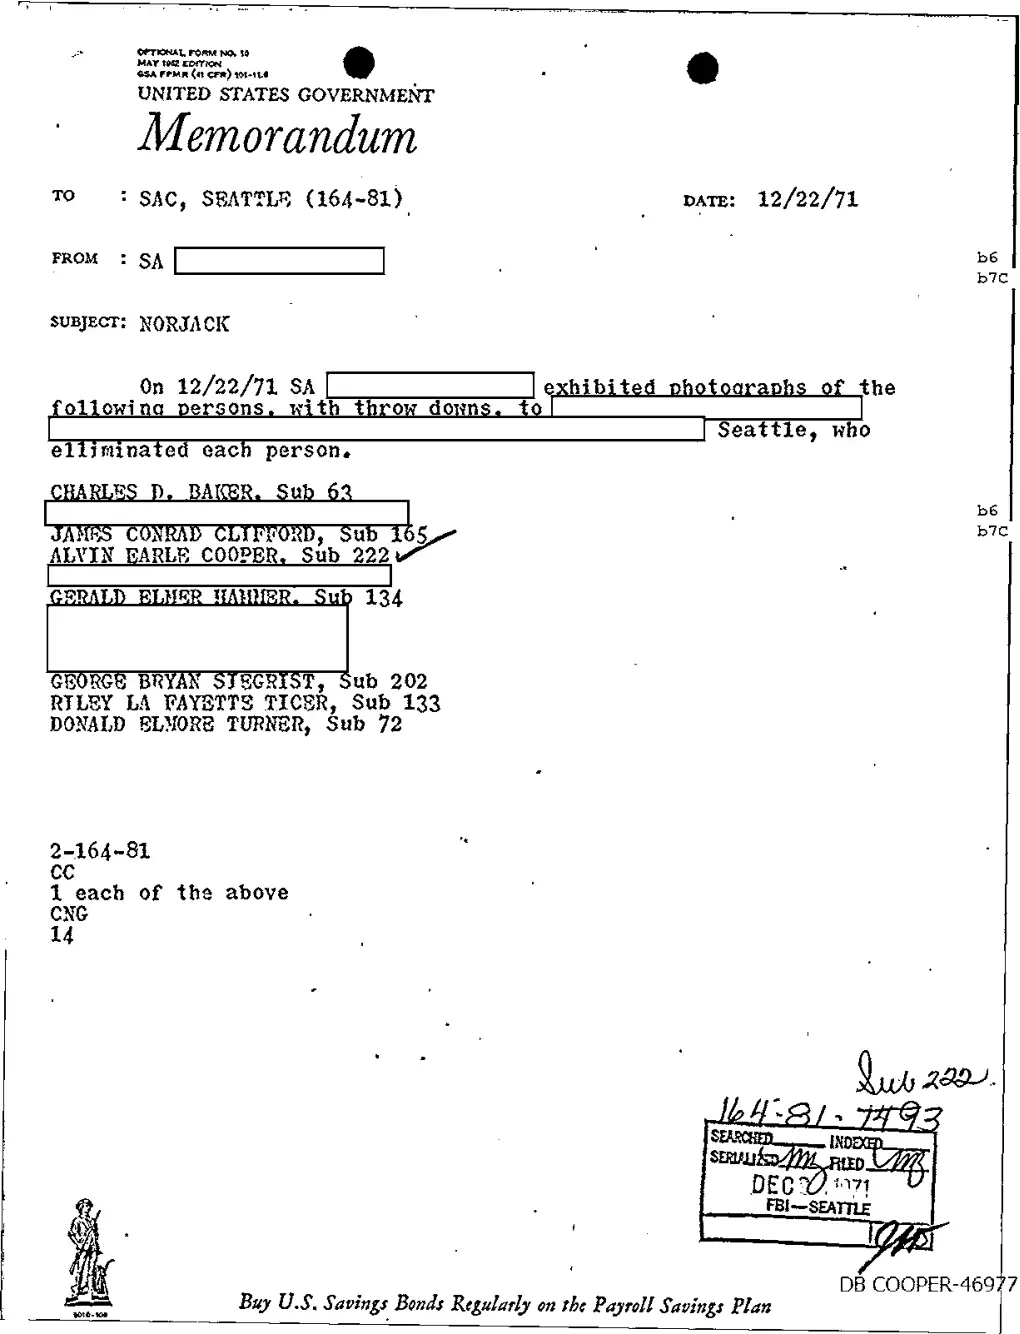 OPTIONAL FORM NO. 10
MAY 1962 EDITION
GSA FPMR (41 CFR) 101-11.6
UNITED STATES GOVERNMENT
Memorandum
TO : SAC, SEATTLE (164-81) DATE: 12/22/71
FROM : SA b6
b7C
SUBJECT: NORJACK
On 12/22/71 SA exhibited photographs of the
following persons, with throw downs, to
Seattle, who
elliminated each person.
CHARLES D. BAKER, Sub 63
b6
JAMES CONRAD CLIFFORD, Sub 165 b7C
ALVIN EARLE COOPER, Sub 222 ✓
GERALD ELMER HAMMER, Sub 134
GEORGE BRYAN SIEGRIST, Sub 202
RILEY LA FAYETTE TICER, Sub 133
DONALD ELMORE TURNER, Sub 72
2-164-81
CC
1 each of the above
CNG
14
Sub 222
164-81-7493
SEARCHED INDEXED
SERIALIZED FILED
DEC 1971
FBI—SEATTLE
DB COOPER-46977
Buy U.S. Savings Bonds Regularly on the Payroll Savings Plan
5010-108